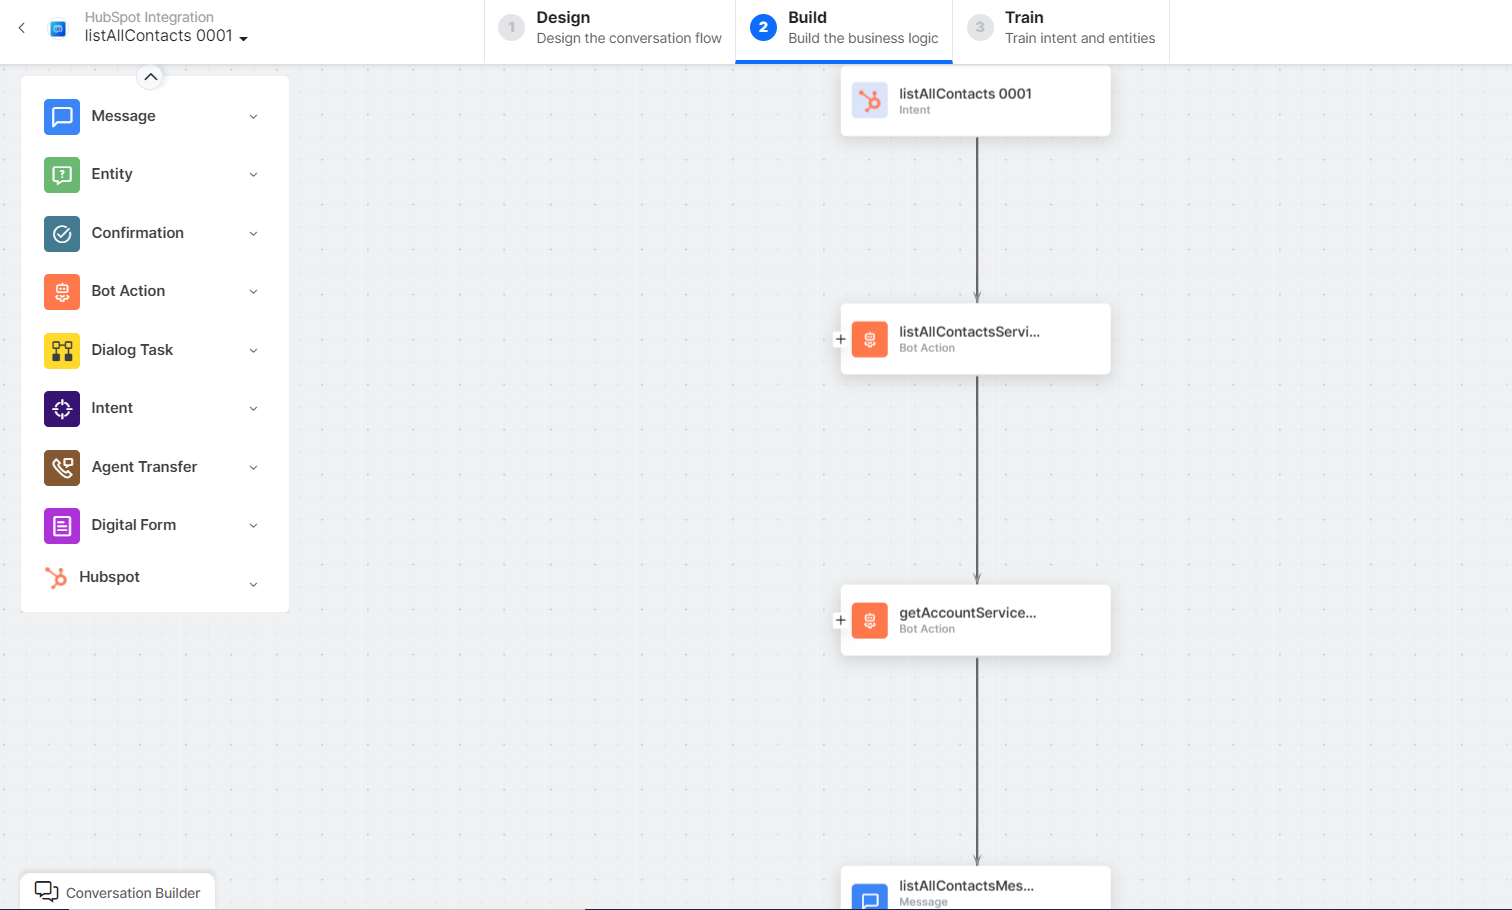 HubSpot Integration
listAllContacts 0001
1
Design
Design the conversation flow
2
Build
Build the business logic
3
Train
Train intent and entities
Message
Entity
Confirmation
Bot Action
Dialog Task
Intent
Agent Transfer
Digital Form
Hubspot
listAllContacts 0001
Intent
listAllContactsServi...
Bot Action
getAccountService...
Bot Action
listAllContactsMes...
Message
Conversation Builder